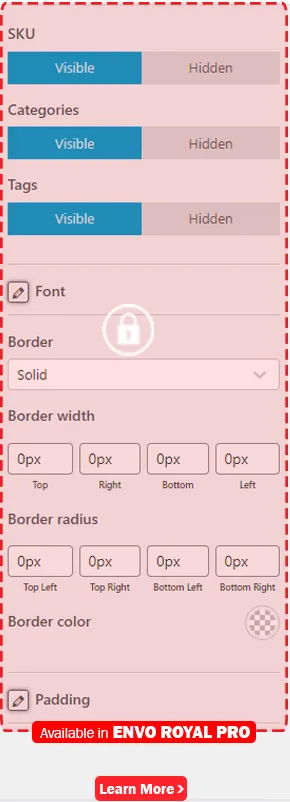 SKU
Visible Hidden
Categories
Visible Hidden
Tags
Visible Hidden
Font
Border
Solid
Border width
0px 0px 0px 0px
Top Right Bottom Left
Border radius
0px 0px 0px 0px
Top Left Top Right Bottom Left Bottom Right
Border color
Padding
Available in ENVO ROYAL PRO
Learn More >